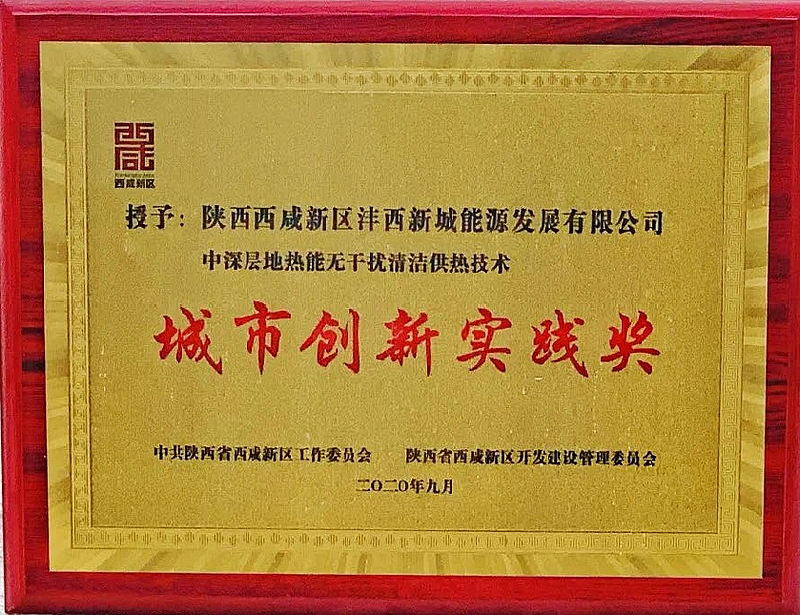 西咸
西咸新区
授予：陕西西咸新区沣西新城能源发展有限公司
中深层地热能无干扰清洁供热技术
城市创新实践奖
中共陕西省西咸新区工作委员会 陕西省西咸新区开发建设管理委员会
二〇二〇年九月